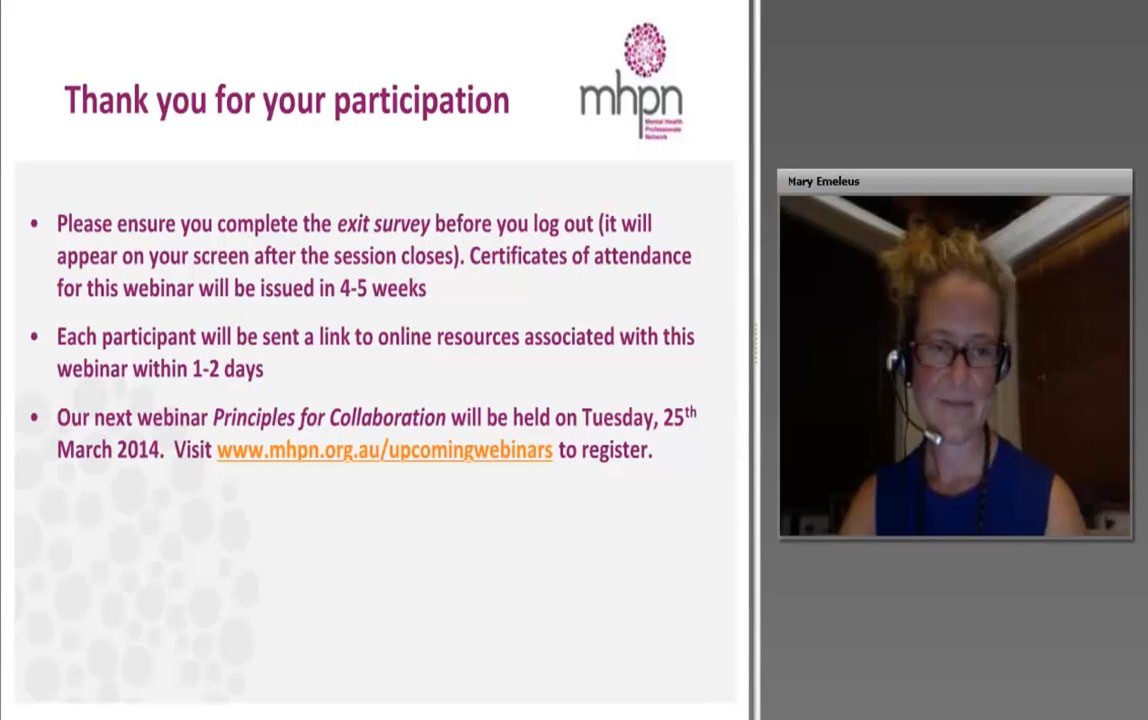 Thank you for your participation
mhpn
Mental Health
Professionals
Network
• Please ensure you complete the exit survey before you log out (it will
appear on your screen after the session closes). Certificates of attendance
for this webinar will be issued in 4-5 weeks
• Each participant will be sent a link to online resources associated with this
webinar within 1-2 days
• Our next webinar Principles for Collaboration will be held on Tuesday, 25th
March 2014.  Visit www.mhpn.org.au/upcomingwebinars to register.
Mary Emeleus